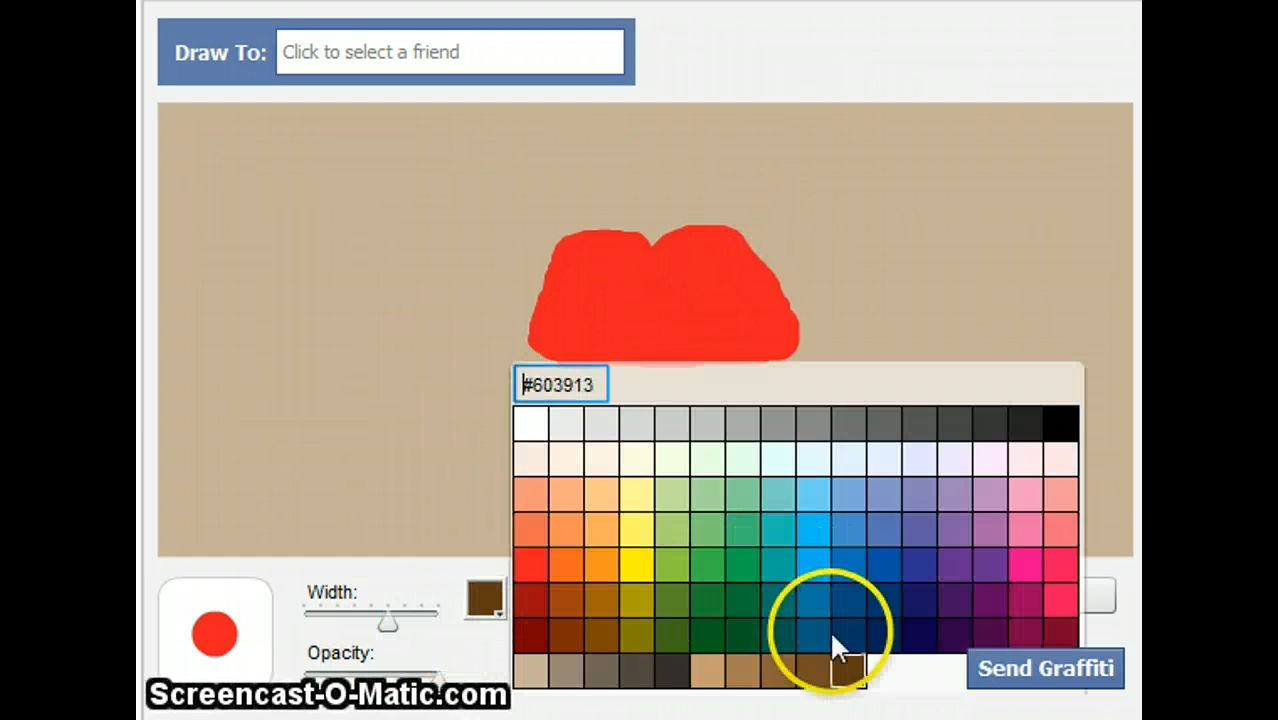 Draw To: Click to select a friend
#603913
Width:
Opacity:
Send Graffiti
Screencast-O-Matic.com